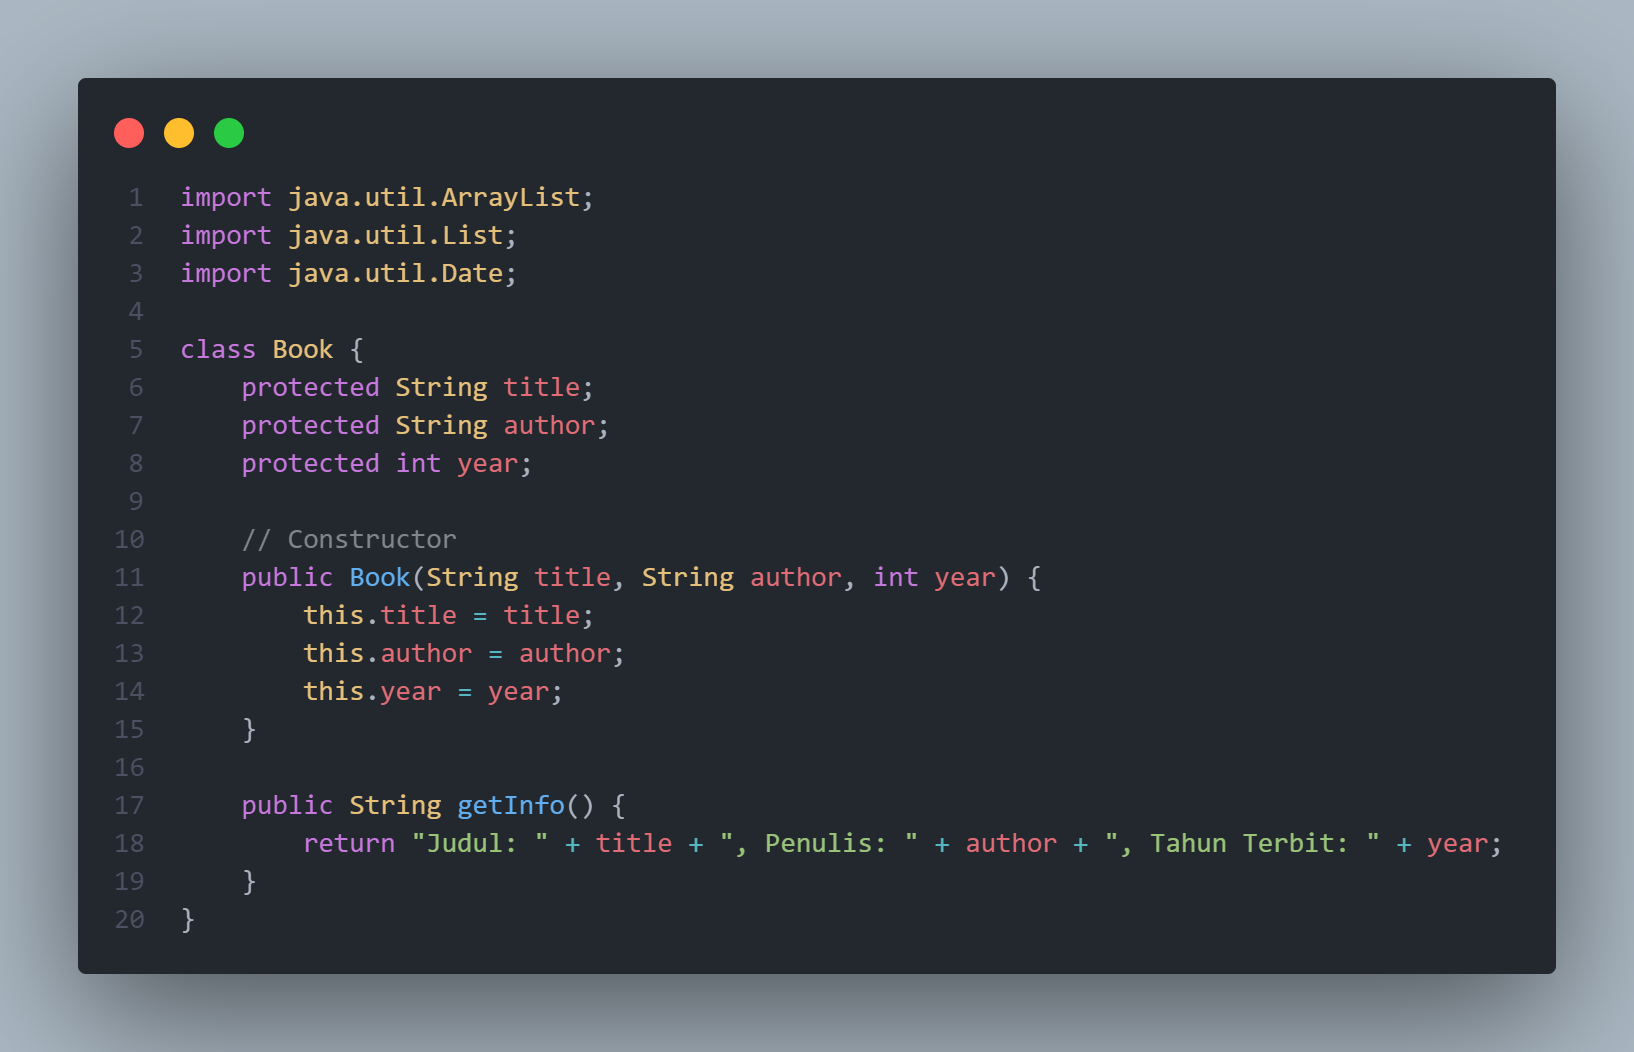 1 import java.util.ArrayList;
2 import java.util.List;
3 import java.util.Date;
4
5 class Book {
6     protected String title;
7     protected String author;
8     protected int year;
9
10     // Constructor
11     public Book(String title, String author, int year) {
12         this.title = title;
13         this.author = author;
14         this.year = year;
15     }
16
17     public String getInfo() {
18         return "Judul: " + title + ", Penulis: " + author + ", Tahun Terbit: " + year;
19     }
20 }